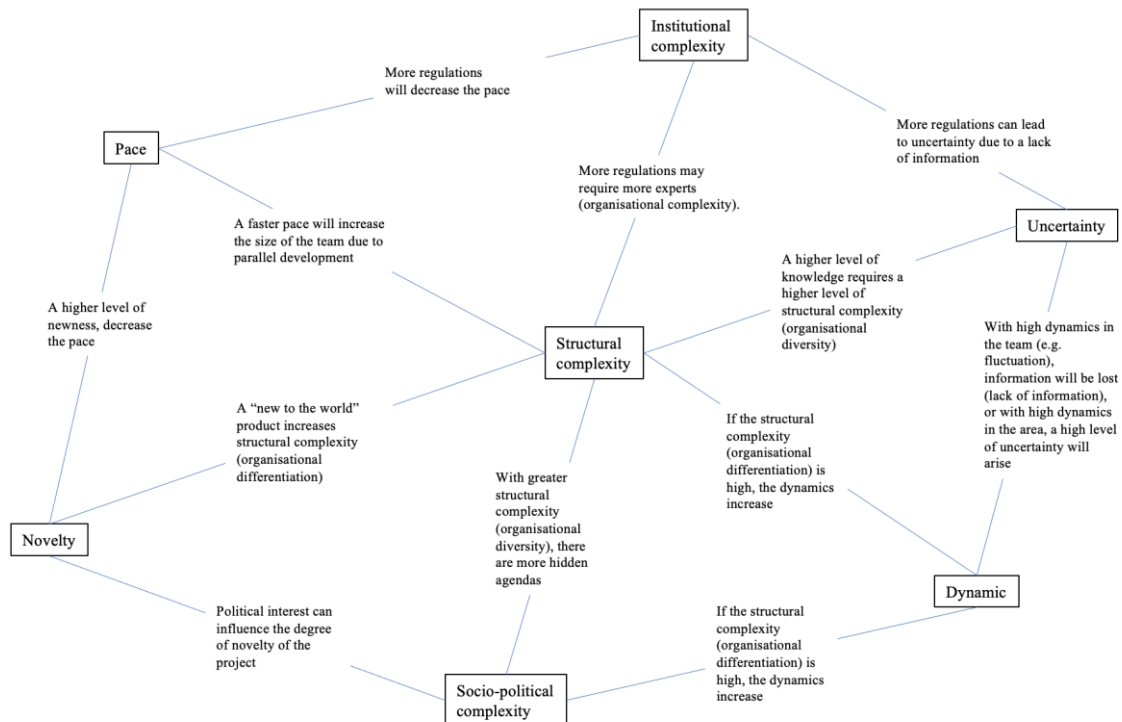 Institutional
complexity
More regulations
will decrease the pace
More regulations can lead
to uncertainty due to a lack
of information
Pace
More regulations may
require more experts
(organisational complexity).
A faster pace will increase
the size of the team due to
parallel development
Uncertainty
A higher level of
knowledge requires a
higher level of
structural complexity
(organisational
diversity)
A higher level of
newness, decrease
the pace
Structural
complexity
With high dynamics in
the team (e.g.
fluctuation),
information will be lost
(lack of information),
or with high dynamics
in the area, a high level
of uncertainty will
arise
A “new to the world”
product increases
structural complexity
(organisational
differentiation)
If the structural
complexity
(organisational
differentiation) is
high, the dynamics
increase
With greater
structural
complexity
(organisational
diversity), there
are more hidden
agendas
Novelty
Dynamic
Political interest can
influence the degree
of novelty of the
project
If the structural
complexity
(organisational
differentiation) is
high, the dynamics
increase
Socio-political
complexity